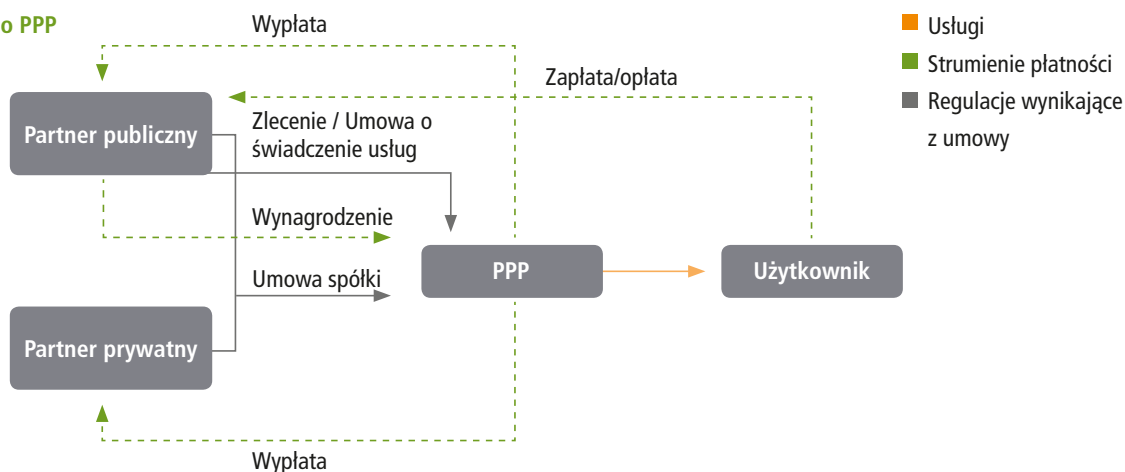 o PPP
Wypłata
Usługi
Strumienie płatności
Regulacje wynikające
z umowy
Zapłata/opłata
Partner publiczny
Zlecenie / Umowa o
świadczenie usług
Wynagrodzenie
PPP
Użytkownik
Umowa spółki
Partner prywatny
Wypłata